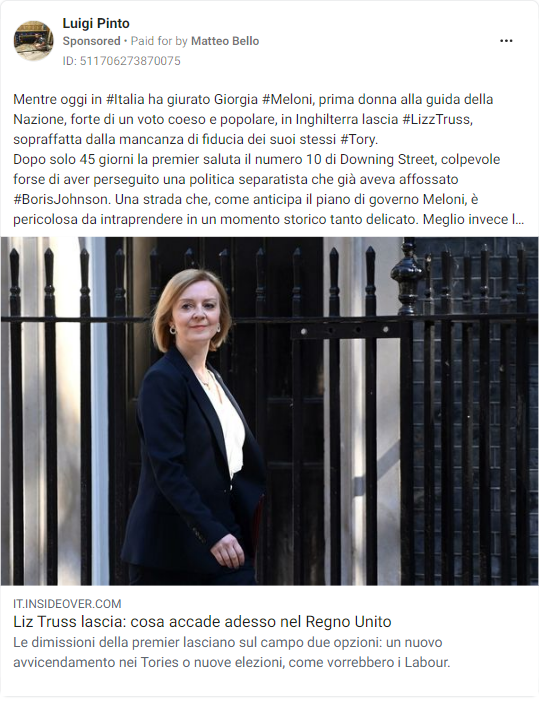 Luigi Pinto
Sponsored • Paid for by Matteo Bello
ID: 511706273870075
Mentre oggi in #Italia ha giurato Giorgia #Meloni, prima donna alla guida della
Nazione, forte di un voto coeso e popolare, in Inghilterra lascia #LizzTruss,
sopraffatta dalla mancanza di fiducia dei suoi stessi #Tory.
Dopo solo 45 giorni la premier saluta il numero 10 di Downing Street, colpevole
forse di aver perseguito una politica separatista che già aveva affossato
#BorisJohnson. Una strada che, come anticipa il piano di governo Meloni, è
pericolosa da intraprendere in un momento storico tanto delicato. Meglio invece l...
IT.INSIDEOVER.COM
Liz Truss lascia: cosa accade adesso nel Regno Unito
Le dimissioni della premier lasciano sul campo due opzioni: un nuovo
avvicendamento nei Tories o nuove elezioni, come vorrebbero i Labour.